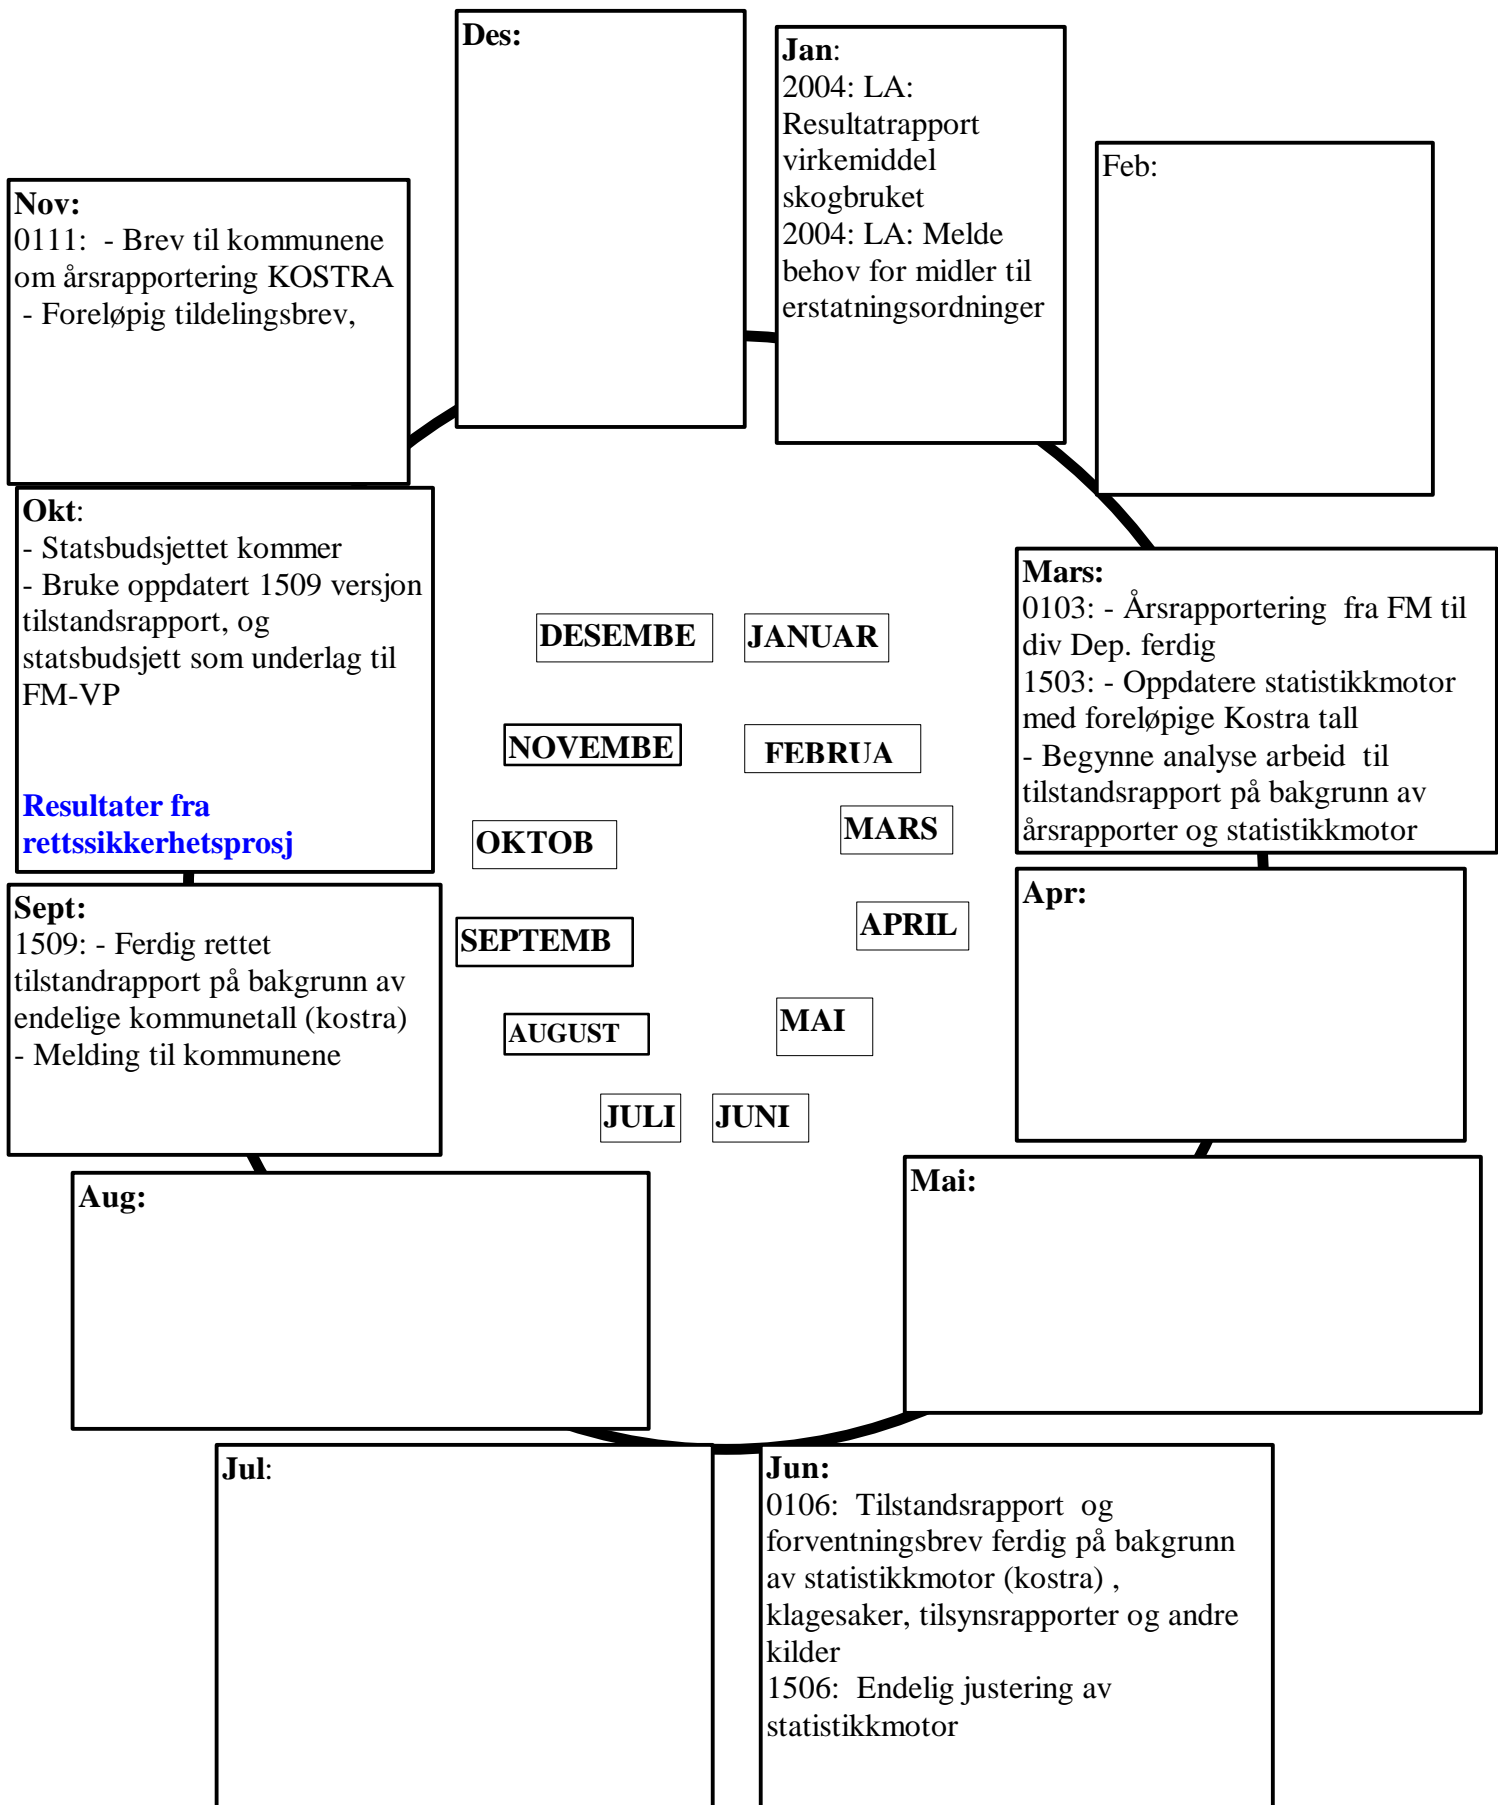 Des:
Jan:
2004: LA:
Resultatrapport
virkemiddel
skogbruket
2004: LA: Melde
behov for midler til
erstatningsordninger
Feb:
Nov:
0111:  - Brev til kommunene
om årsrapportering KOSTRA
- Foreløpig tildelingsbrev,
Okt:
- Statsbudsjettet kommer
- Bruke oppdatert 1509 versjon
tilstandsrapport, og
statsbudsjett som underlag til
FM-VP
Resultater fra
rettssikkerhetsprosj
Mars:
0103: - Årsrapportering  fra FM til
div Dep. ferdig
1503: - Oppdatere statistikkmotor
med foreløpige Kostra tall
- Begynne analyse arbeid  til
tilstandsrapport på bakgrunn av
årsrapporter og statistikkmotor
DESEMBE
JANUAR
NOVEMBE
FEBRUA
OKTOB
MARS
SEPTEMB
APRIL
AUGUST
MAI
JULI
JUNI
Sept:
1509: - Ferdig rettet
tilstandrapport på bakgrunn av
endelige kommunetall (kostra)
- Melding til kommunene
Apr:
Aug:
Mai:
Jul:
Jun:
0106:  Tilstandsrapport  og
forventningsbrev ferdig på bakgrunn
av statistikkmotor (kostra) ,
klagesaker, tilsynsrapporter og andre
kilder
1506:  Endelig justering av
statistikkmotor